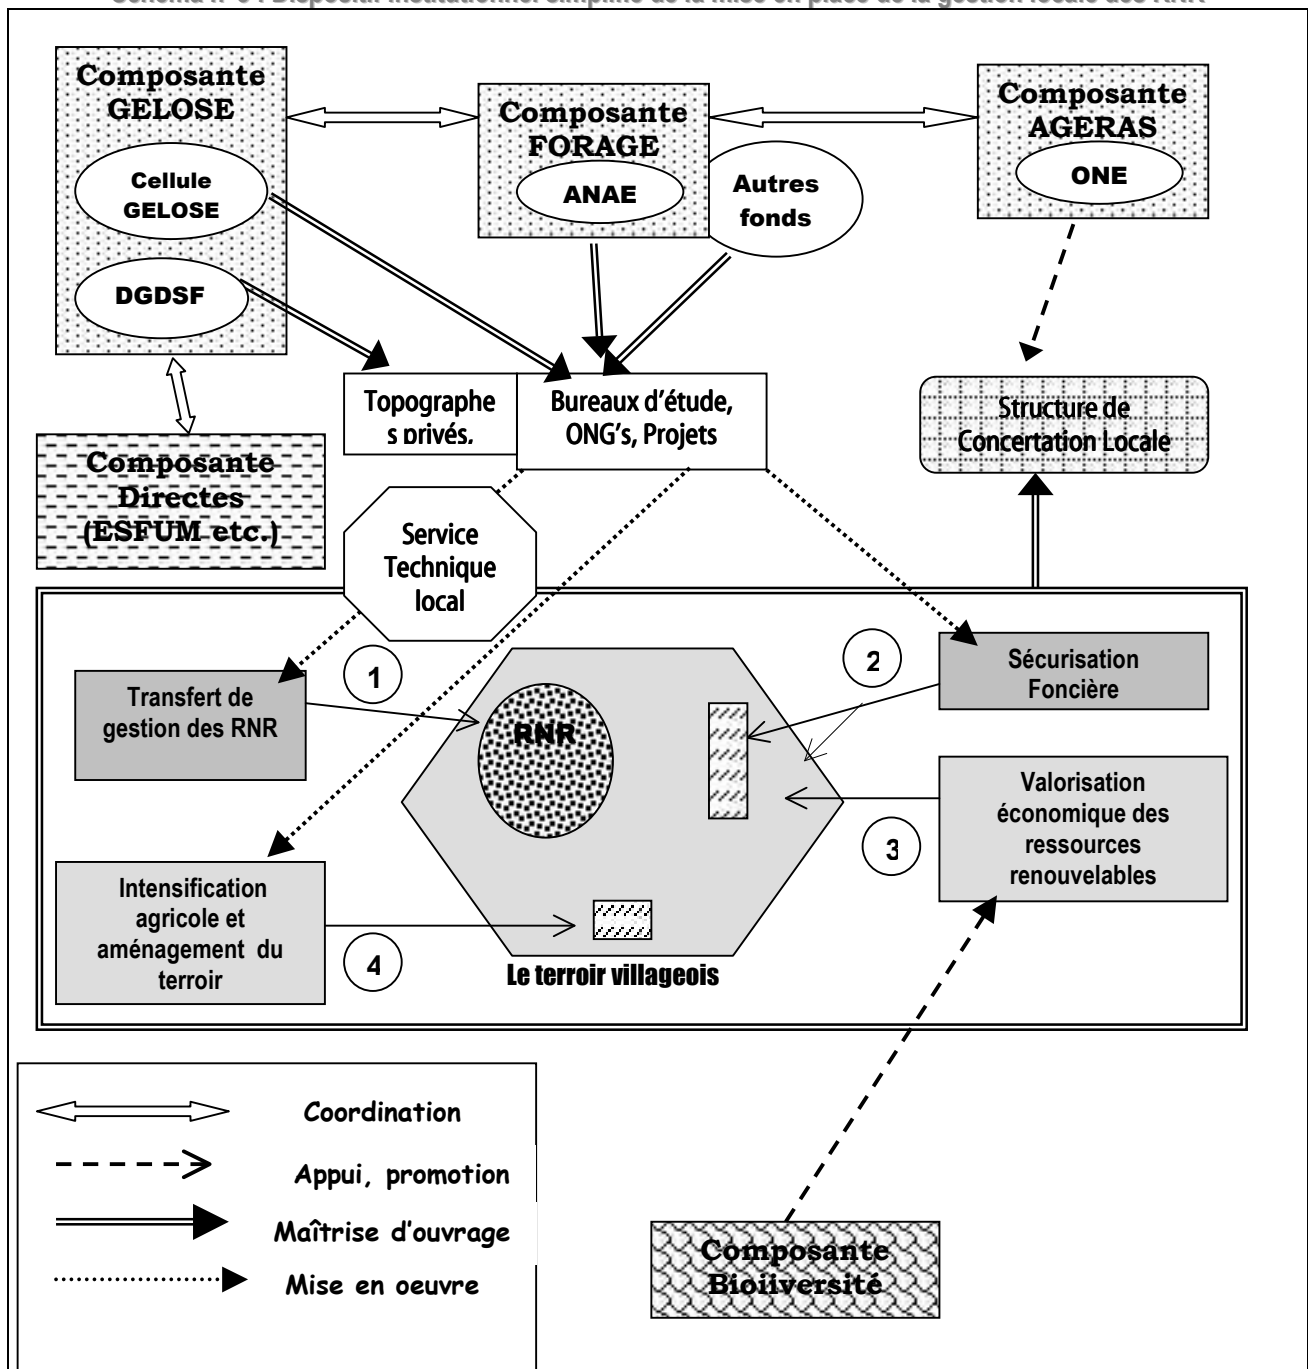 Composante
GELOSE
Cellule
GELOSE
DGDSF
Composante
FORAGE
ANAE
Autres
fonds
Composante
AGERAS
ONE
Topographe
s privés.
Bureaux d'étude,
ONG's, Projets
Structure de
Concertation Locale
Composante
Directes
(ESFUM etc.)
Service
Technique
local
Transfert de
gestion des RNR
1
RNR
2
Sécurisation
Foncière
Valorisation
économique des
ressources
renouvelables
3
Intensification
agricole et
aménagement du
terroir
4
Le terroir villageois
Coordination
Appui, promotion
Maîtrise d'ouvrage
Mise en oeuvre
Composante
Bioiiversité